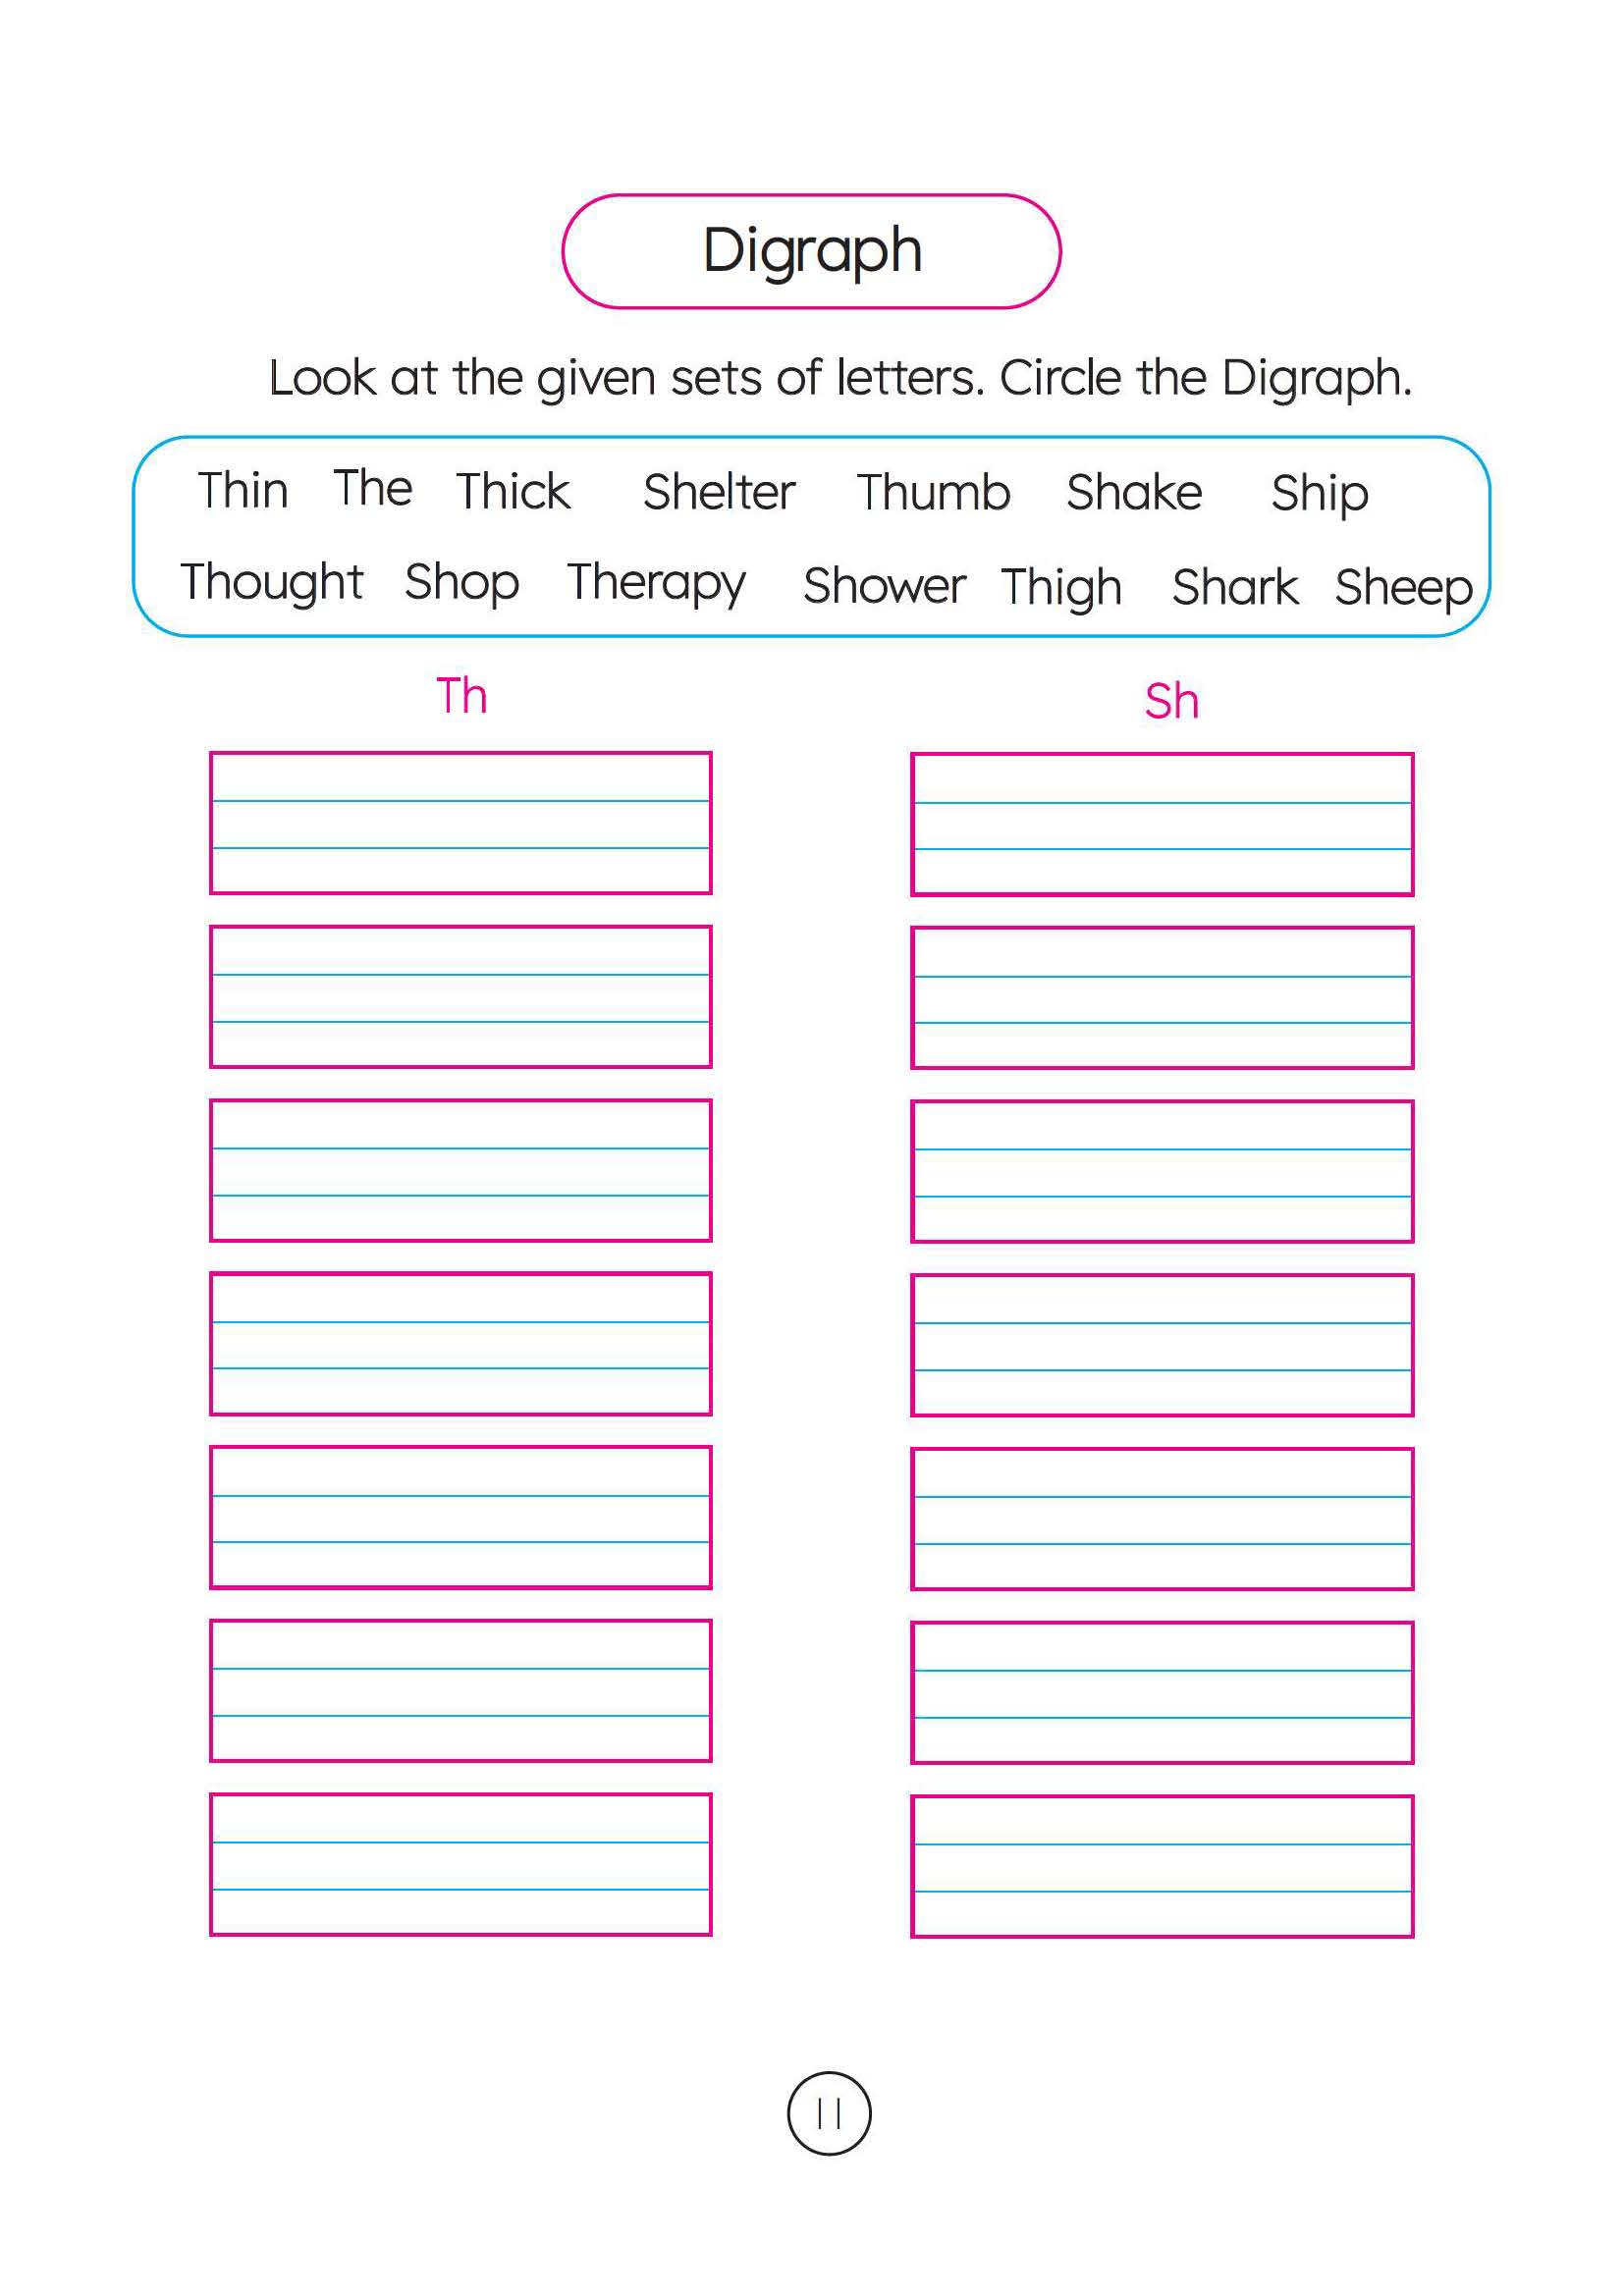 Digraph
Look at the given sets of letters. Circle the Digraph.
Thin The Thick Shelter Thumb Shake Ship
Thought Shop Therapy Shower Thigh Shark Sheep
Th Sh
11